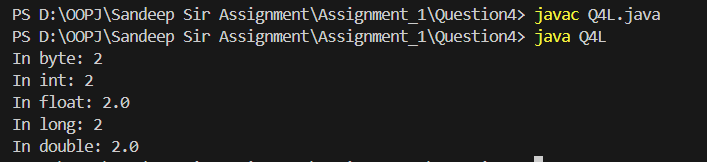 PS D:\OOPJ\Sandeep Sir Assignment\Assignment_1\Question4> javac Q4L.java
PS D:\OOPJ\Sandeep Sir Assignment\Assignment_1\Question4> java Q4L
In byte: 2
In int: 2
In float: 2.0
In long: 2
In double: 2.0